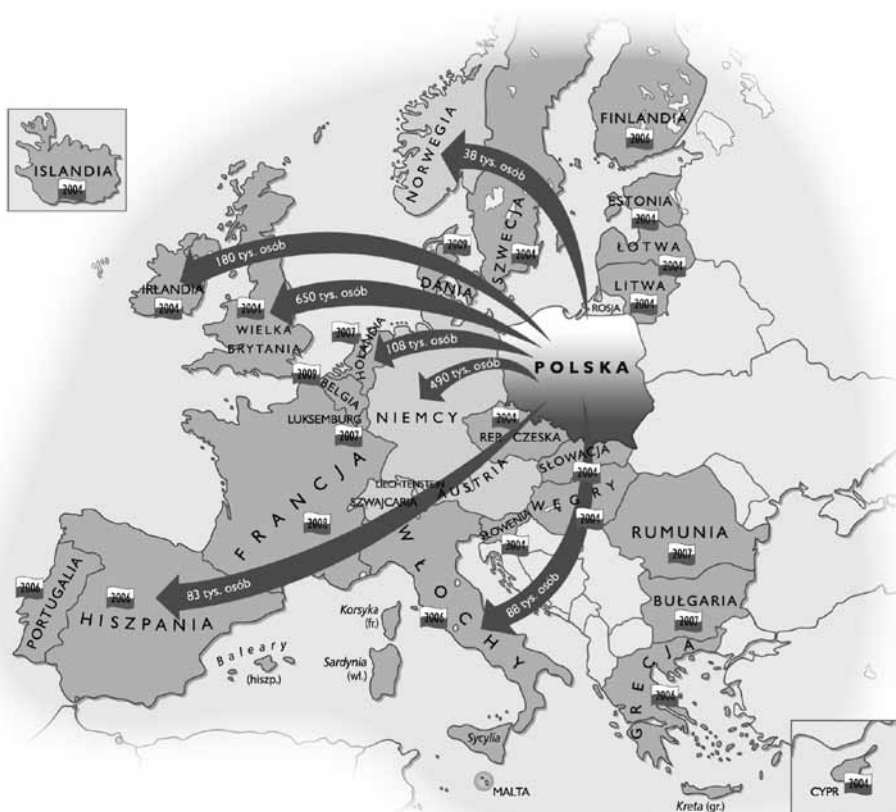 ISLANDIA
2004
NORWEGIA
38 tys. osób
FINLANDIA
2006
SZWECJA
2004
ESTONIA
2004
ŁOTWA
2004
LITWA
2004
ROSJA
2009
DANIA
180 tys. osób
IRLANDIA
2004
650 tys. osób
2004
WIELKA
BRYTANIA
2007
HOLANDIA
108 tys. osób
490 tys. osób
POLSKA
2009
BELGIA
LUKSEMBURG
2007
NIEMCY
2004
REP. CZESKA
SŁOWACJA
2004
LIECHTENSTEIN
SZWAJCARIA
AUSTRIA
WĘGRY
2004
SŁOWENIA
2004
FRANCJA
2008
RUMUNIA
2007
BUŁGARIA
2007
83 tys. osób
88 tys. osób
2006
PORTUGALIA
2006
HISZPANIA
Korsyka
(fr.)
2006
WŁOCHY
Baleary
(hiszp.)
Sardynia
(wł.)
GRECJA
2006
Sycylia
MALTA
Kreta (gr.)
CYPR
2004